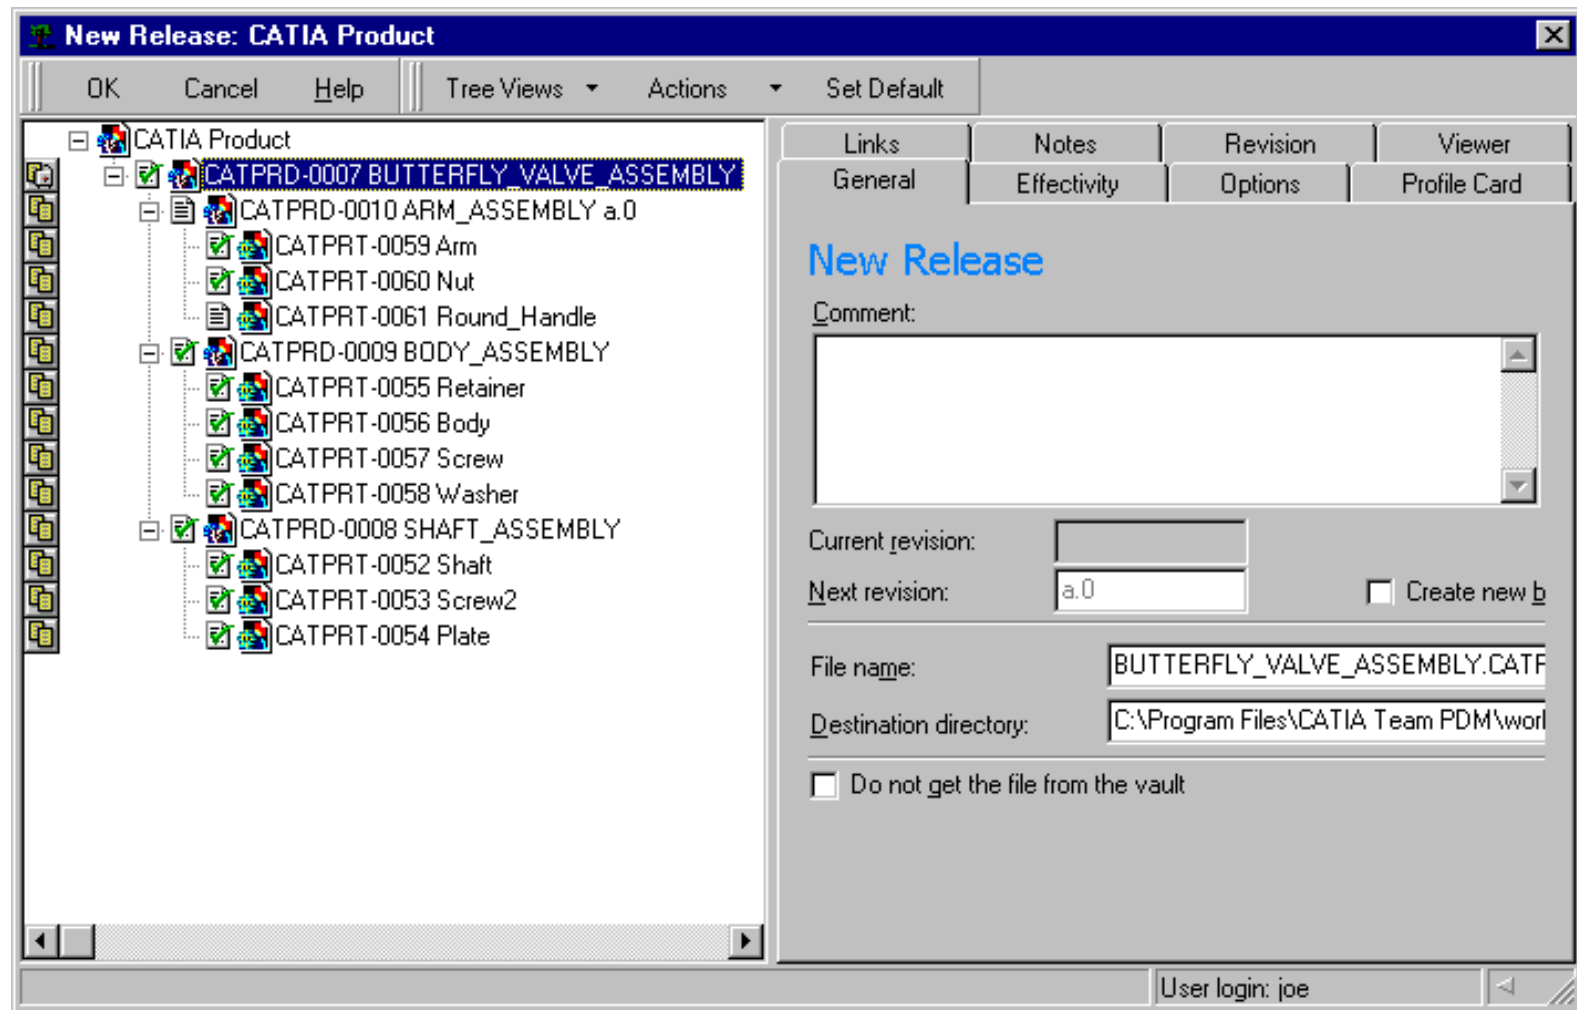 New Release: CATIA Product
OK Cancel Help Tree Views Actions Set Default
CATIA Product
CATPRD-0007 BUTTERFLY_VALVE_ASSEMBLY
CATPRD-0010 ARM_ASSEMBLY a.0
CATPRT-0059 Arm
CATPRT-0060 Nut
CATPRT-0061 Round_Handle
CATPRD-0009 BODY_ASSEMBLY
CATPRT-0055 Retainer
CATPRT-0056 Body
CATPRT-0057 Screw
CATPRT-0058 Washer
CATPRD-0008 SHAFT_ASSEMBLY
CATPRT-0052 Shaft
CATPRT-0053 Screw2
CATPRT-0054 Plate
Links Notes Revision Viewer
General Effectivity Options Profile Card
New Release
Comment:
Current revision:
Next revision: a.0 Create new b
File name: BUTTERFLY_VALVE_ASSEMBLY.CATP
Destination directory: C:\Program Files\CATIA Team PDM\worl
Do not get the file from the vault
User login: joe